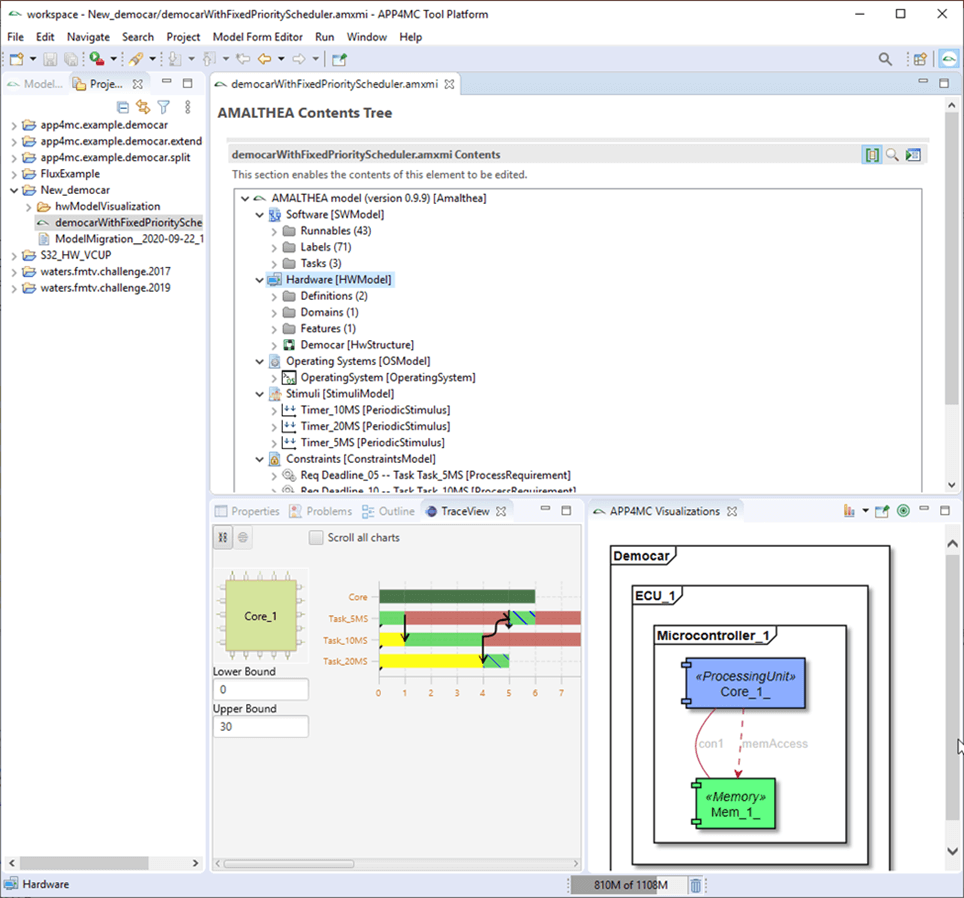 workspace - New_democar/democarWithFixedPriorityScheduler.amxmi - APP4MC Tool Platform
File Edit Navigate Search Project Model Form Editor Run Window Help
Model... Proje...
app4mc.example.democar
app4mc.example.democar.extend
app4mc.example.democar.split
FluxExample
New_democar
hwModelVisualization
democarWithFixedPrioritySche
ModelMigration__2020-09-22_1
S32_HW_VCUP
waters.fmtv.challenge.2017
waters.fmtv.challenge.2019
democarWithFixedPriorityScheduler.amxmi
AMALTHEA Contents Tree
democarWithFixedPriorityScheduler.amxmi Contents
This section enables the contents of this element to be edited.
AMALTHEA model (version 0.9.9) [Amalthea]
Software [SWModel]
Runnables (43)
Labels (71)
Tasks (3)
Hardware [HWModel]
Definitions (2)
Domains (1)
Features (1)
Democar [HwStructure]
Operating Systems [OSModel]
OperatingSystem [OperatingSystem]
Stimuli [StimuliModel]
Timer_10MS [PeriodicStimulus]
Timer_20MS [PeriodicStimulus]
Timer_5MS [PeriodicStimulus]
Constraints [ConstraintsModel]
Req Deadline_05 -- Task Task_5MS [ProcessRequirement]
Req Deadline_10 -- Task Task_10MS [ProcessRequirement]
Properties Problems Outline TraceView
Scroll all charts
Core_1
Lower Bound
0
Upper Bound
30
Core
Task_5MS
Task_10MS
Task_20MS
0 1 2 3 4 5 6 7
APP4MC Visualizations
Democar
ECU_1
Microcontroller_1
«ProcessingUnit»
Core_1_
con1 memAccess
«Memory»
Mem_1_
Hardware
810M of 1108M